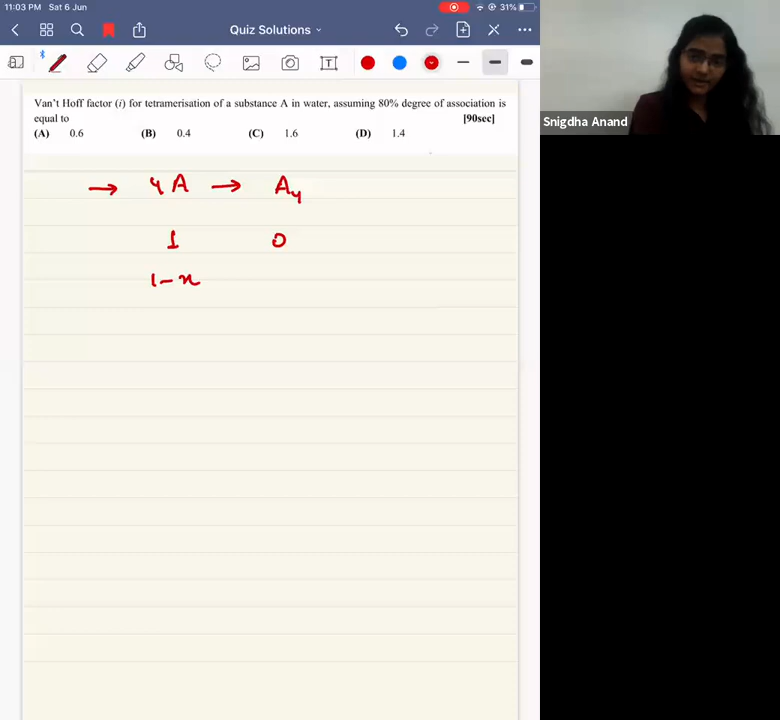 11:03 PM Sat 6 Jun 31%
Quiz Solutions
T
Snigdha Anand
Van't Hoff factor (i) for tetramerisation of a substance A in water, assuming 80% degree of association is
equal to [90sec]
(A) 0.6 (B) 0.4 (C) 1.6 (D) 1.4
→ 4A → A₄
1 0
1-x